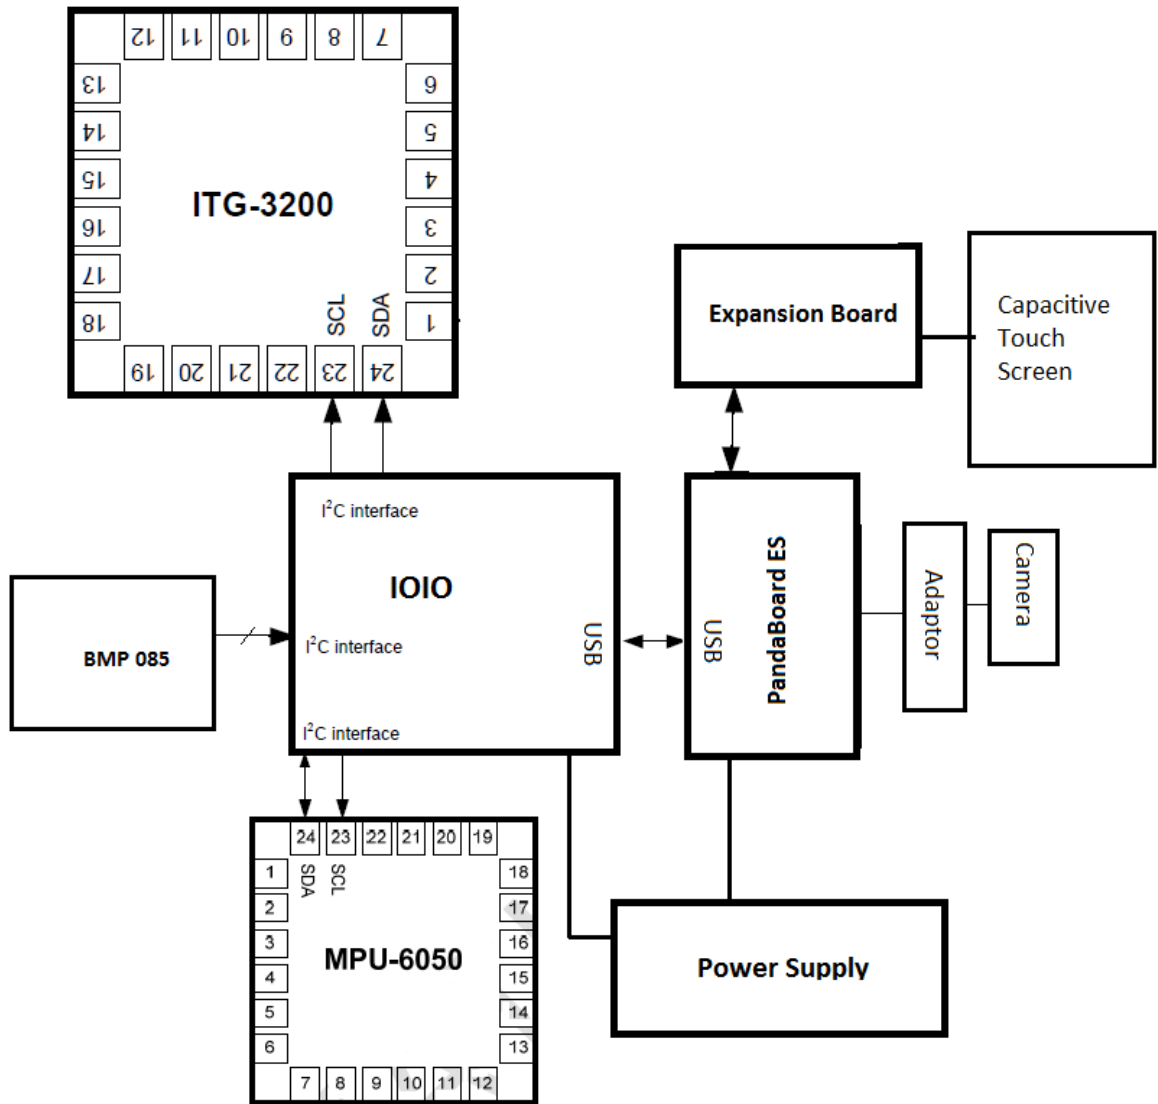 12 11 10 9 8 7
13
14
15
16
17
18
6
5
4
3
2
1
ITG-3200
SCL
SDA
19 20 21 22 23 24
Expansion Board
Capacitive
Touch
Screen
I²C interface
IOIO
I²C interface
USB
I²C interface
BMP 085
USB
PandaBoard ES
Adaptor
Camera
24 23 22 21 20 19
SDA
SCL
1
2
3
4
5
6
18
17
16
15
14
13
MPU-6050
7 8 9 10 11 12
Power Supply